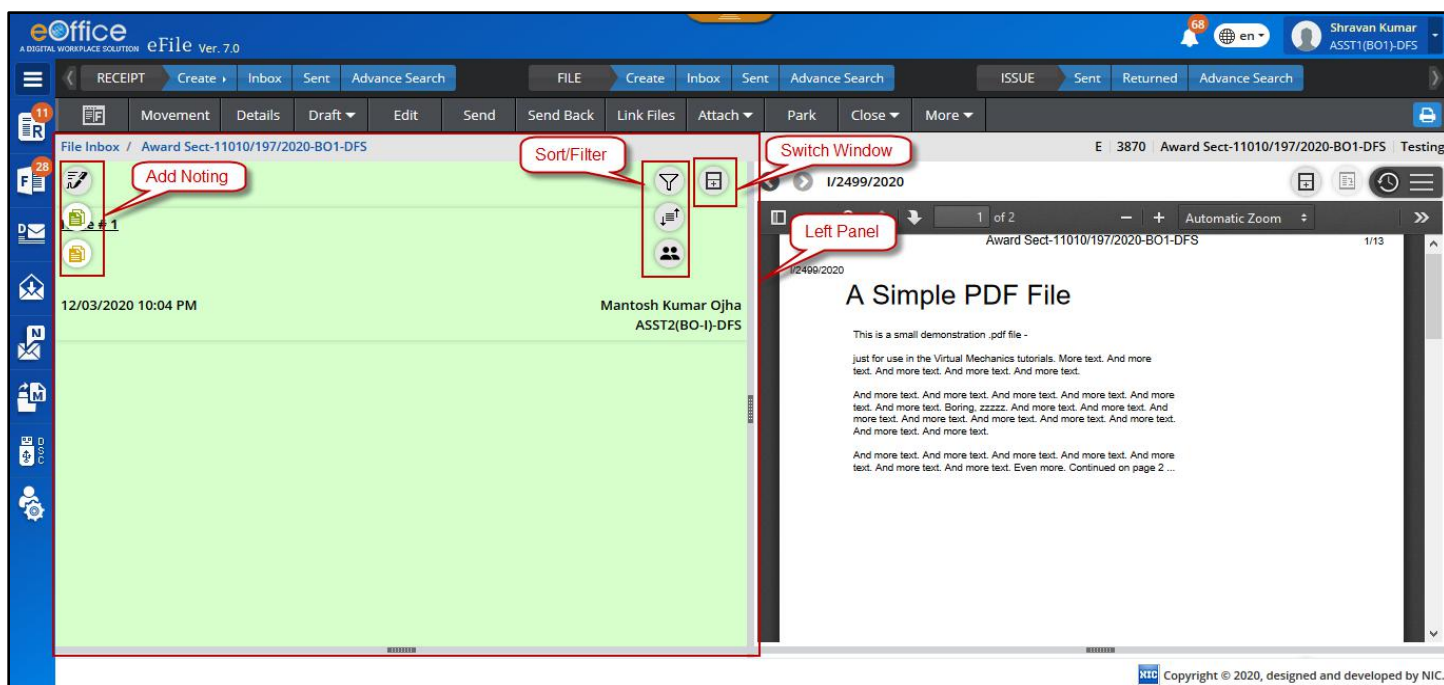 eOffice
A DIGITAL WORKPLACE SOLUTION eFile Ver. 7.0
68
en
Shravan Kumar
ASST1(BO1)-DFS
RECEIPT Create Inbox Sent Advance Search FILE Create Inbox Sent Advance Search ISSUE Sent Returned Advance Search
11
R
F Movement Details Draft Edit Send Send Back Link Files Attach Park Close More
File Inbox / Award Sect-11010/197/2020-BO1-DFS
E 3870 Award Sect-11010/197/2020-BO1-DFS Testing
28
F
Add Noting
Sort/Filter
Switch Window
I/2499/2020
# 1
Left Panel
1 of 2
Automatic Zoom
D
Award Sect-11010/197/2020-BO1-DFS 1/13
I/2499/2020
12/03/2020 10:04 PM
Mantosh Kumar Ojha
ASST2(BO-I)-DFS
A Simple PDF File
This is a small demonstration .pdf file -
just for use in the Virtual Mechanics tutorials. More text. And more
text. And more text. And more text. And more text.
And more text. And more text. And more text. And more text. And more
text. And more text. Boring, zzzzz. And more text. And more text. And
more text. And more text. And more text. And more text. And more text.
And more text. And more text.
And more text. And more text. And more text. And more text. And more
text. And more text. And more text. Even more. Continued on page 2 ...
N
M
DSC
NIC Copyright © 2020, designed and developed by NIC.